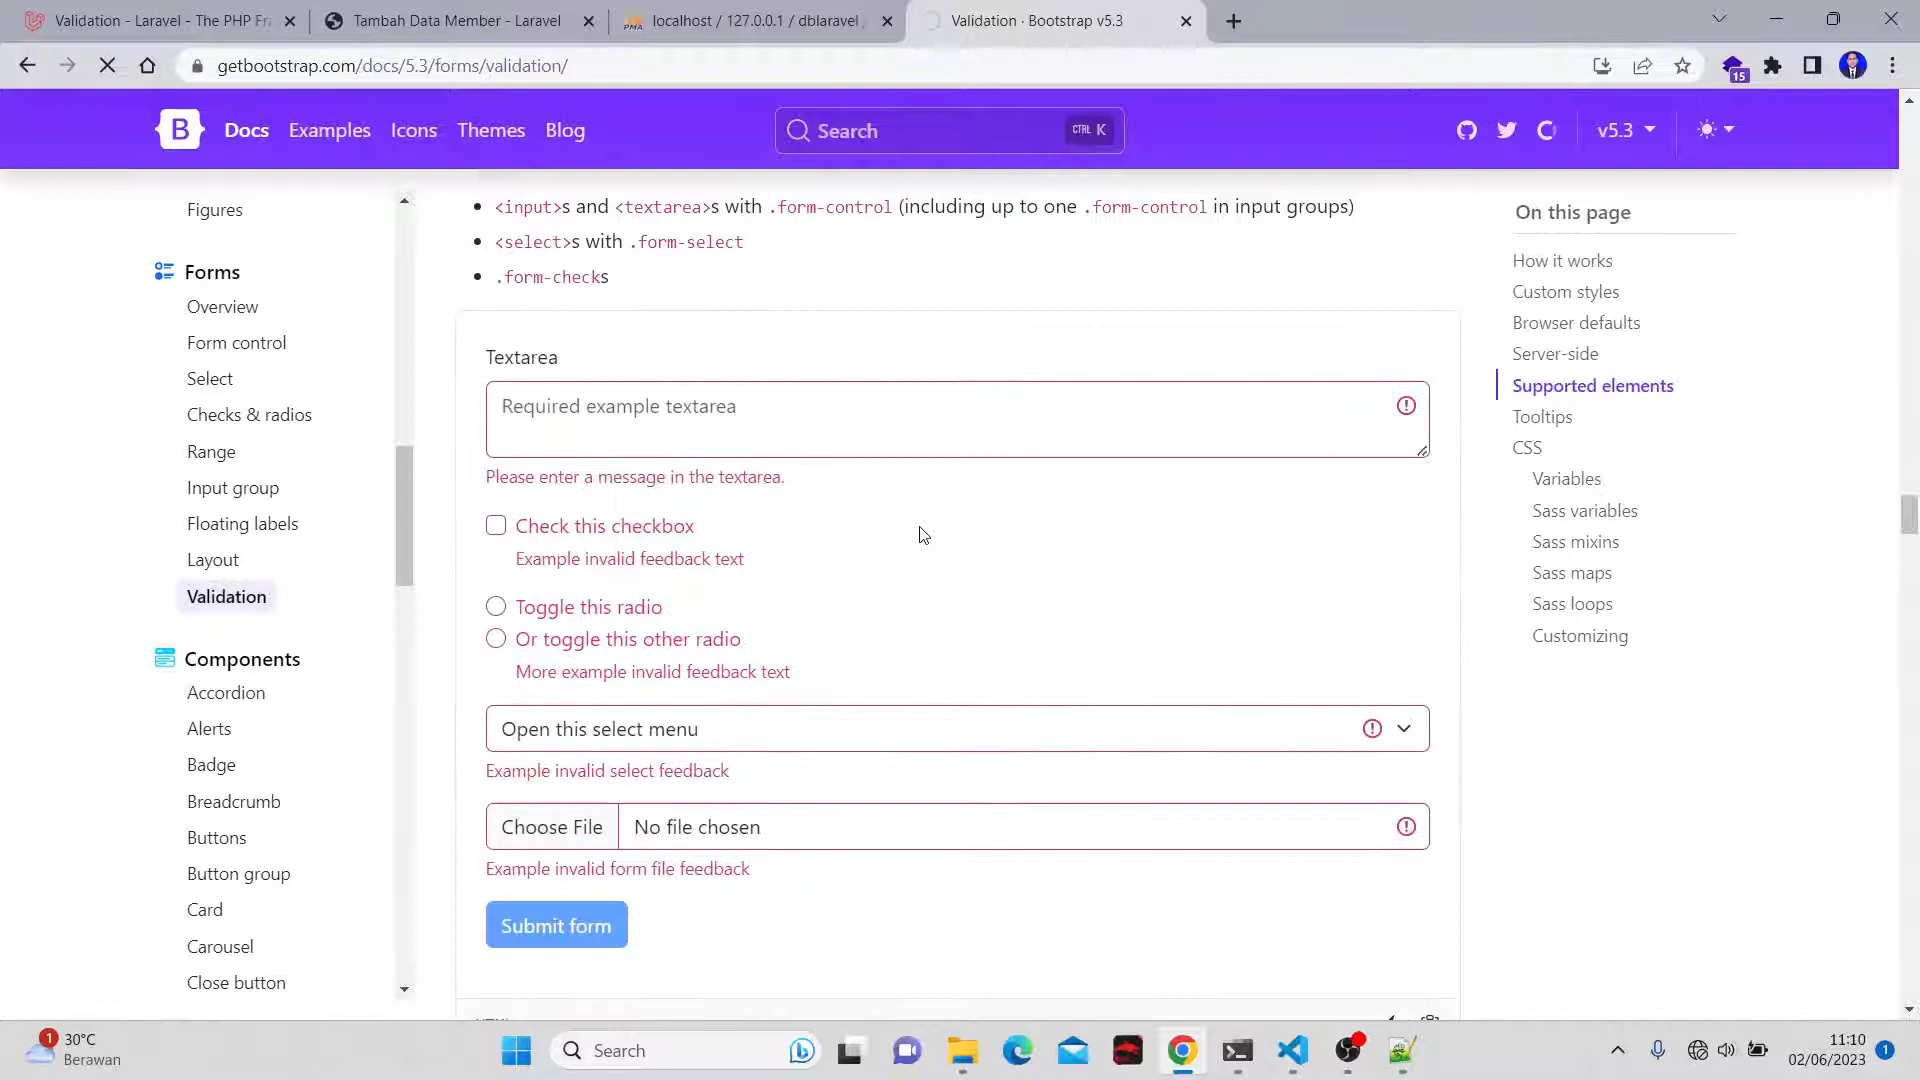 Validation - Laravel - The PHP Fra
Tambah Data Member - Laravel
PMA
localhost / 127.0.0.1 / dblaravel
Validation · Bootstrap v5.3
getbootstrap.com/docs/5.3/forms/validation/
15
B
Docs
Examples
Icons
Themes
Blog
Search
CTRL K
v5.3
Figures
Forms
Overview
Form control
Select
Checks & radios
Range
Input group
Floating labels
Layout
Validation
Components
Accordion
Alerts
Badge
Breadcrumb
Buttons
Button group
Card
Carousel
Close button
<input>s and <textarea>s with .form-control (including up to one .form-control in input groups)
<select>s with .form-select
.form-checks
Textarea
Required example textarea
Please enter a message in the textarea.
Check this checkbox
Example invalid feedback text
Toggle this radio
Or toggle this other radio
More example invalid feedback text
Open this select menu
Example invalid select feedback
Choose File
No file chosen
Example invalid form file feedback
Submit form
On this page
How it works
Custom styles
Browser defaults
Server-side
Supported elements
Tooltips
CSS
Variables
Sass variables
Sass mixins
Sass maps
Sass loops
Customizing
1
30°C
Berawan
Search
11:10
02/06/2023
1